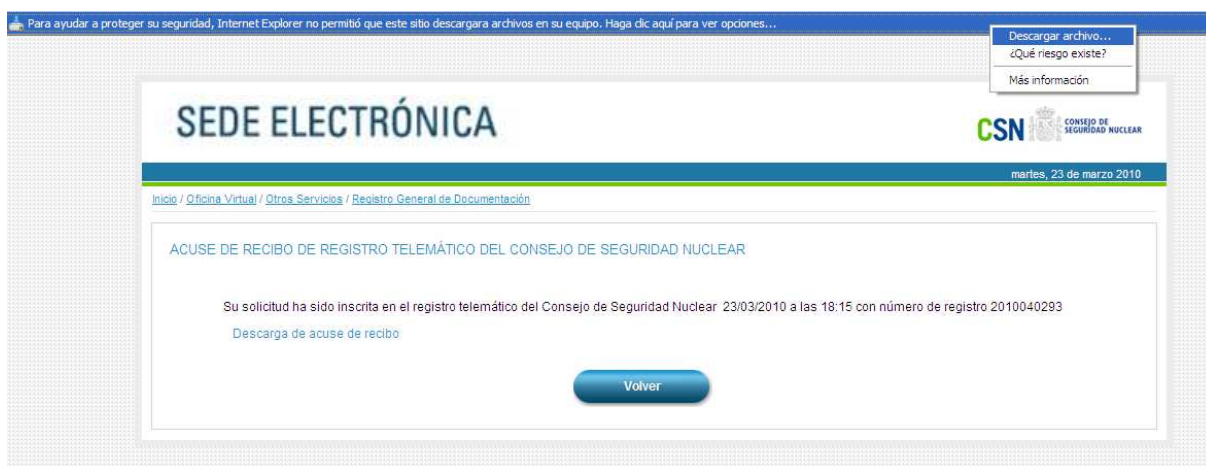 Para ayudar a proteger su seguridad, Internet Explorer no permitió que este sitio descargara archivos en su equipo. Haga clic aquí para ver opciones...
Descargar archivo...
¿Qué riesgo existe?
Más información
SEDE ELECTRÓNICA
CSN
CONSEJO DE
SEGURIDAD NUCLEAR
martes, 23 de marzo 2010
Inicio / Oficina Virtual / Otros Servicios / Registro General de Documentación
ACUSE DE RECIBO DE REGISTRO TELEMÁTICO DEL CONSEJO DE SEGURIDAD NUCLEAR
Su solicitud ha sido inscrita en el registro telemático del Consejo de Seguridad Nuclear 23/03/2010 a las 18:15 con número de registro 2010040293
Descarga de acuse de recibo
Volver